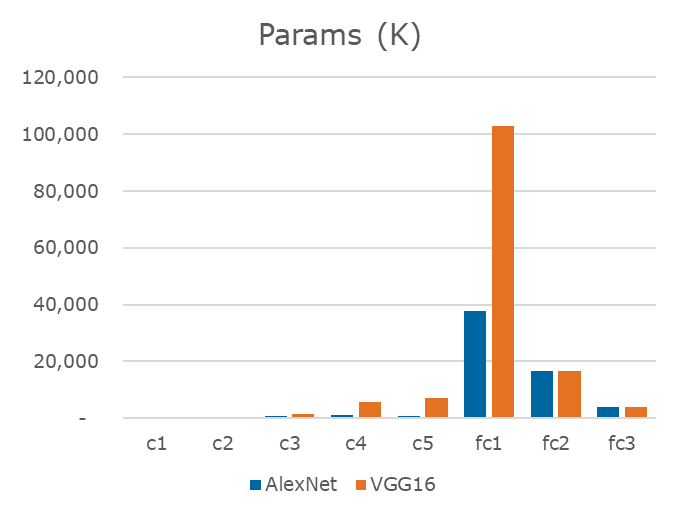 Params (K)
120,000
100,000
80,000
60,000
40,000
20,000
-
c1 c2 c3 c4 c5 fc1 fc2 fc3
AlexNet VGG16